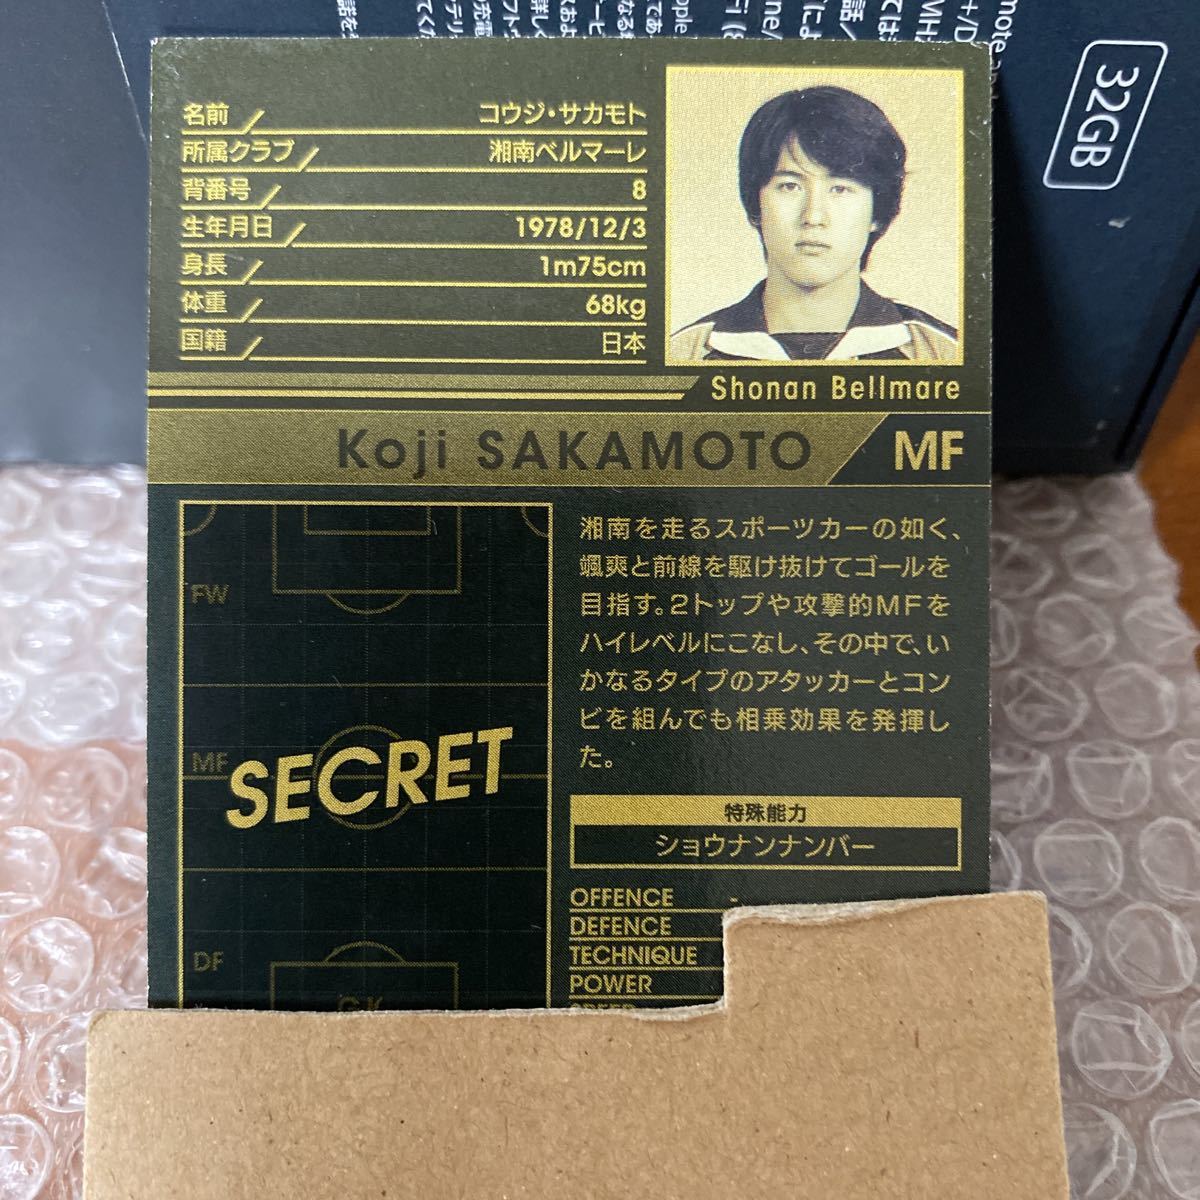 32GB
名前 コウジ・サカモト
所属クラブ 湘南ベルマーレ
背番号 8
生年月日 1978/12/3
身長 1m75cm
体重 68kg
国籍 日本
Shonan Bellmare
Koji SAKAMOTO MF
湘南を走るスポーツカーの如く、
颯爽と前線を駆け抜けてゴールを
目指す。2トップや攻撃的MFを
ハイレベルにこなし、その中で、い
かなるタイプのアタッカーとコン
ビを組んでも相乗効果を発揮し
た。
FW
MF
SECRET
DF
GK
特殊能力
ショウナンナンバー
OFFENCE -
DEFENCE
TECHNIQUE
POWER